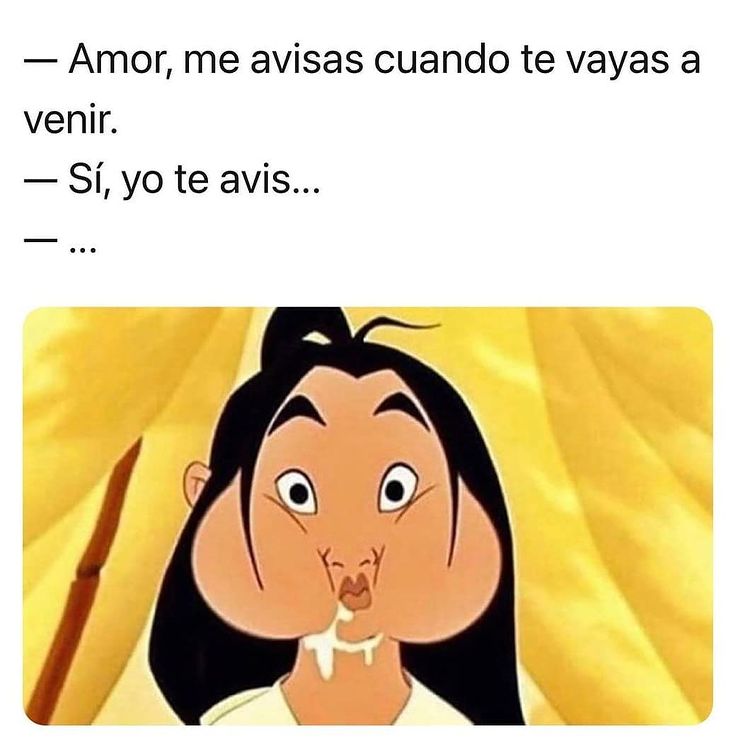 — Amor, me avisas cuando te vayas a
venir.
— Sí, yo te avis...
— ...